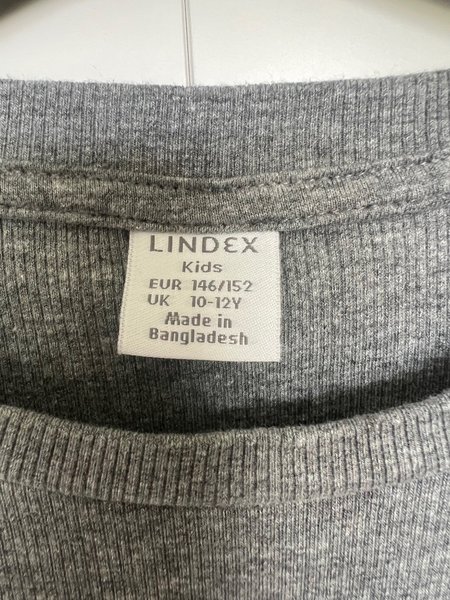 LINDEX
Kids
EUR 146/152
UK 10-12Y
Made in
Bangladesh